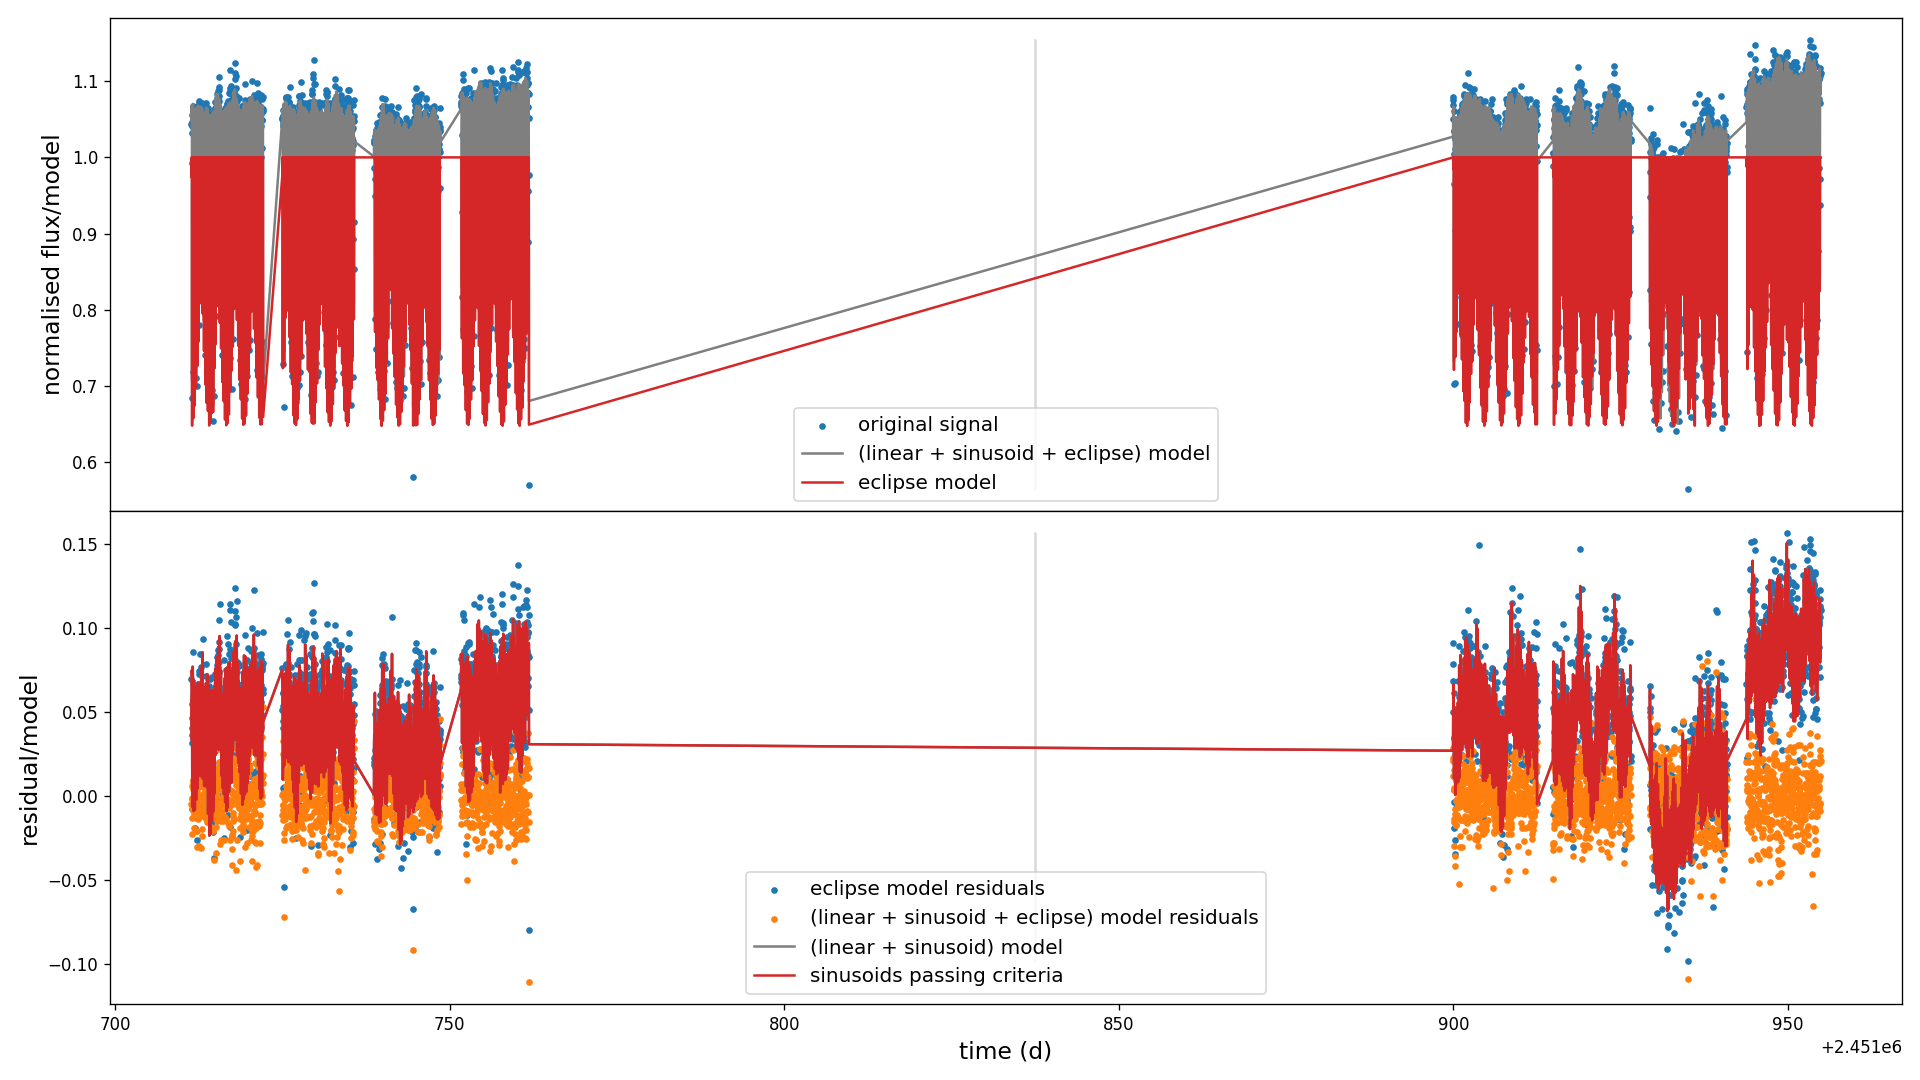 normalised flux/model
1.1
1.0
0.9
0.8
0.7
0.6
original signal
(linear + sinusoid + eclipse) model
eclipse model
residual/model
0.15
0.10
0.05
0.00
−0.05
−0.10
eclipse model residuals
(linear + sinusoid + eclipse) model residuals
(linear + sinusoid) model
sinusoids passing criteria
700
750
800
850
900
950
time (d)
+2.451e6